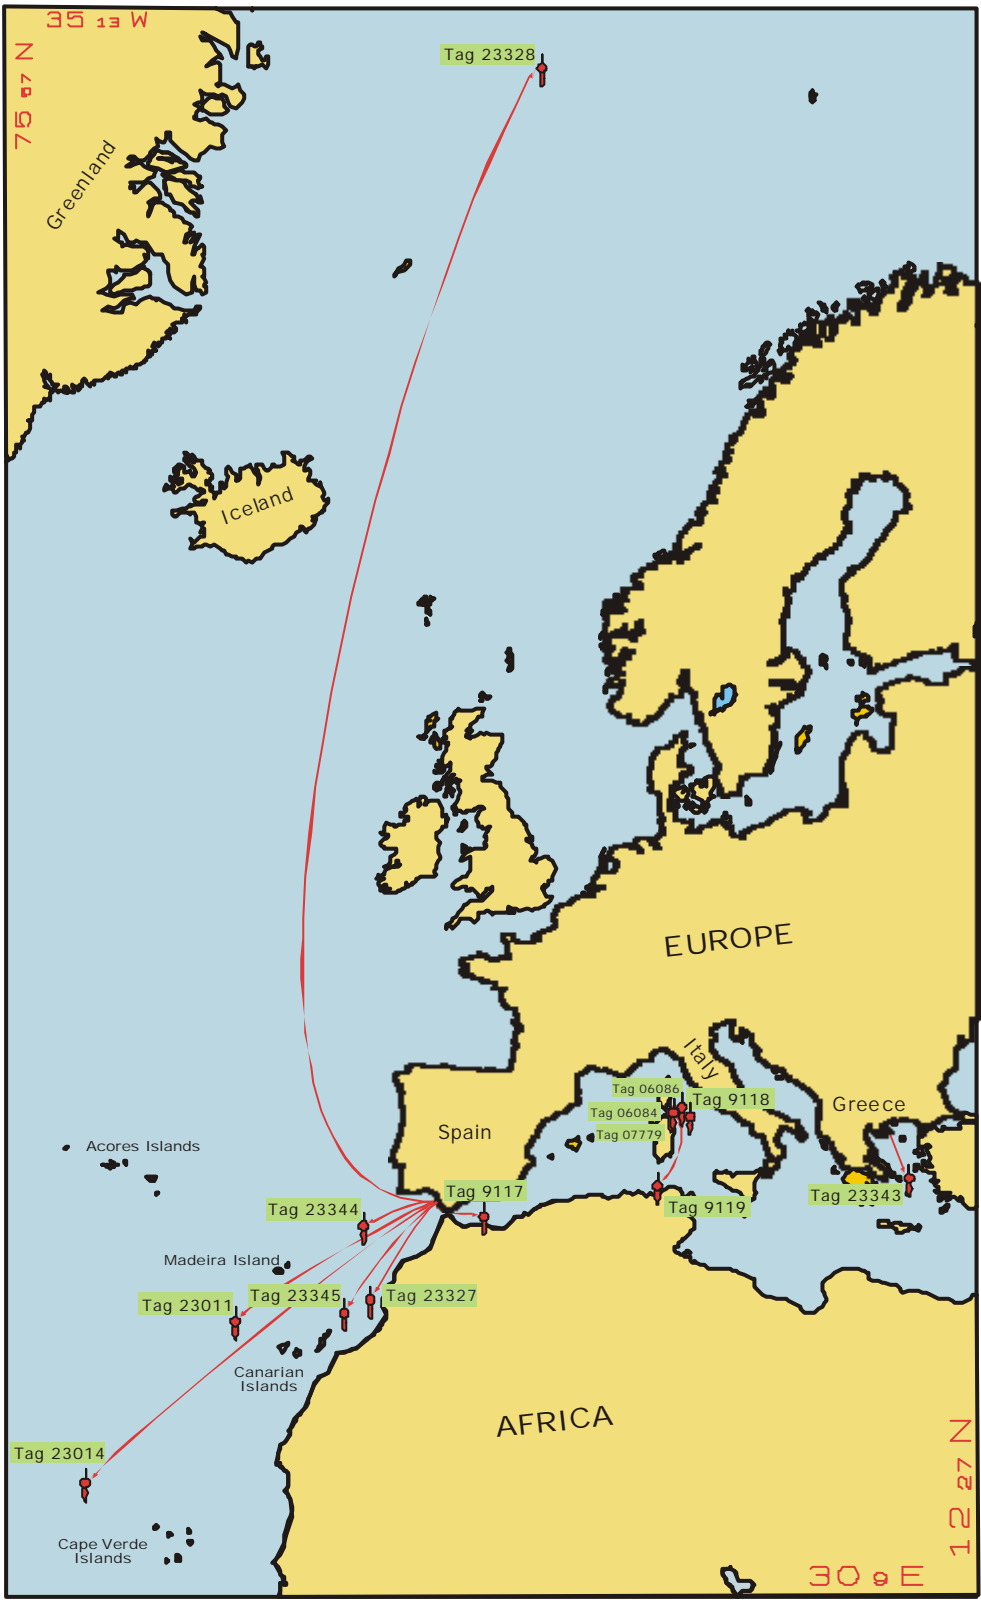 35 13 W
75 07 N
Tag 23328
Greenland
Iceland
EUROPE
Italy
Tag 06086
Tag 9118
Tag 06084
Greece
Spain
Tag 07779
Acores Islands
Tag 9117
Tag 23343
Tag 23344
Tag 9119
Madeira Island
Tag 23345
Tag 23327
Tag 23011
Canarian
Islands
AFRICA
Tag 23014
Cape Verde
Islands
12 27 N
30 9 E